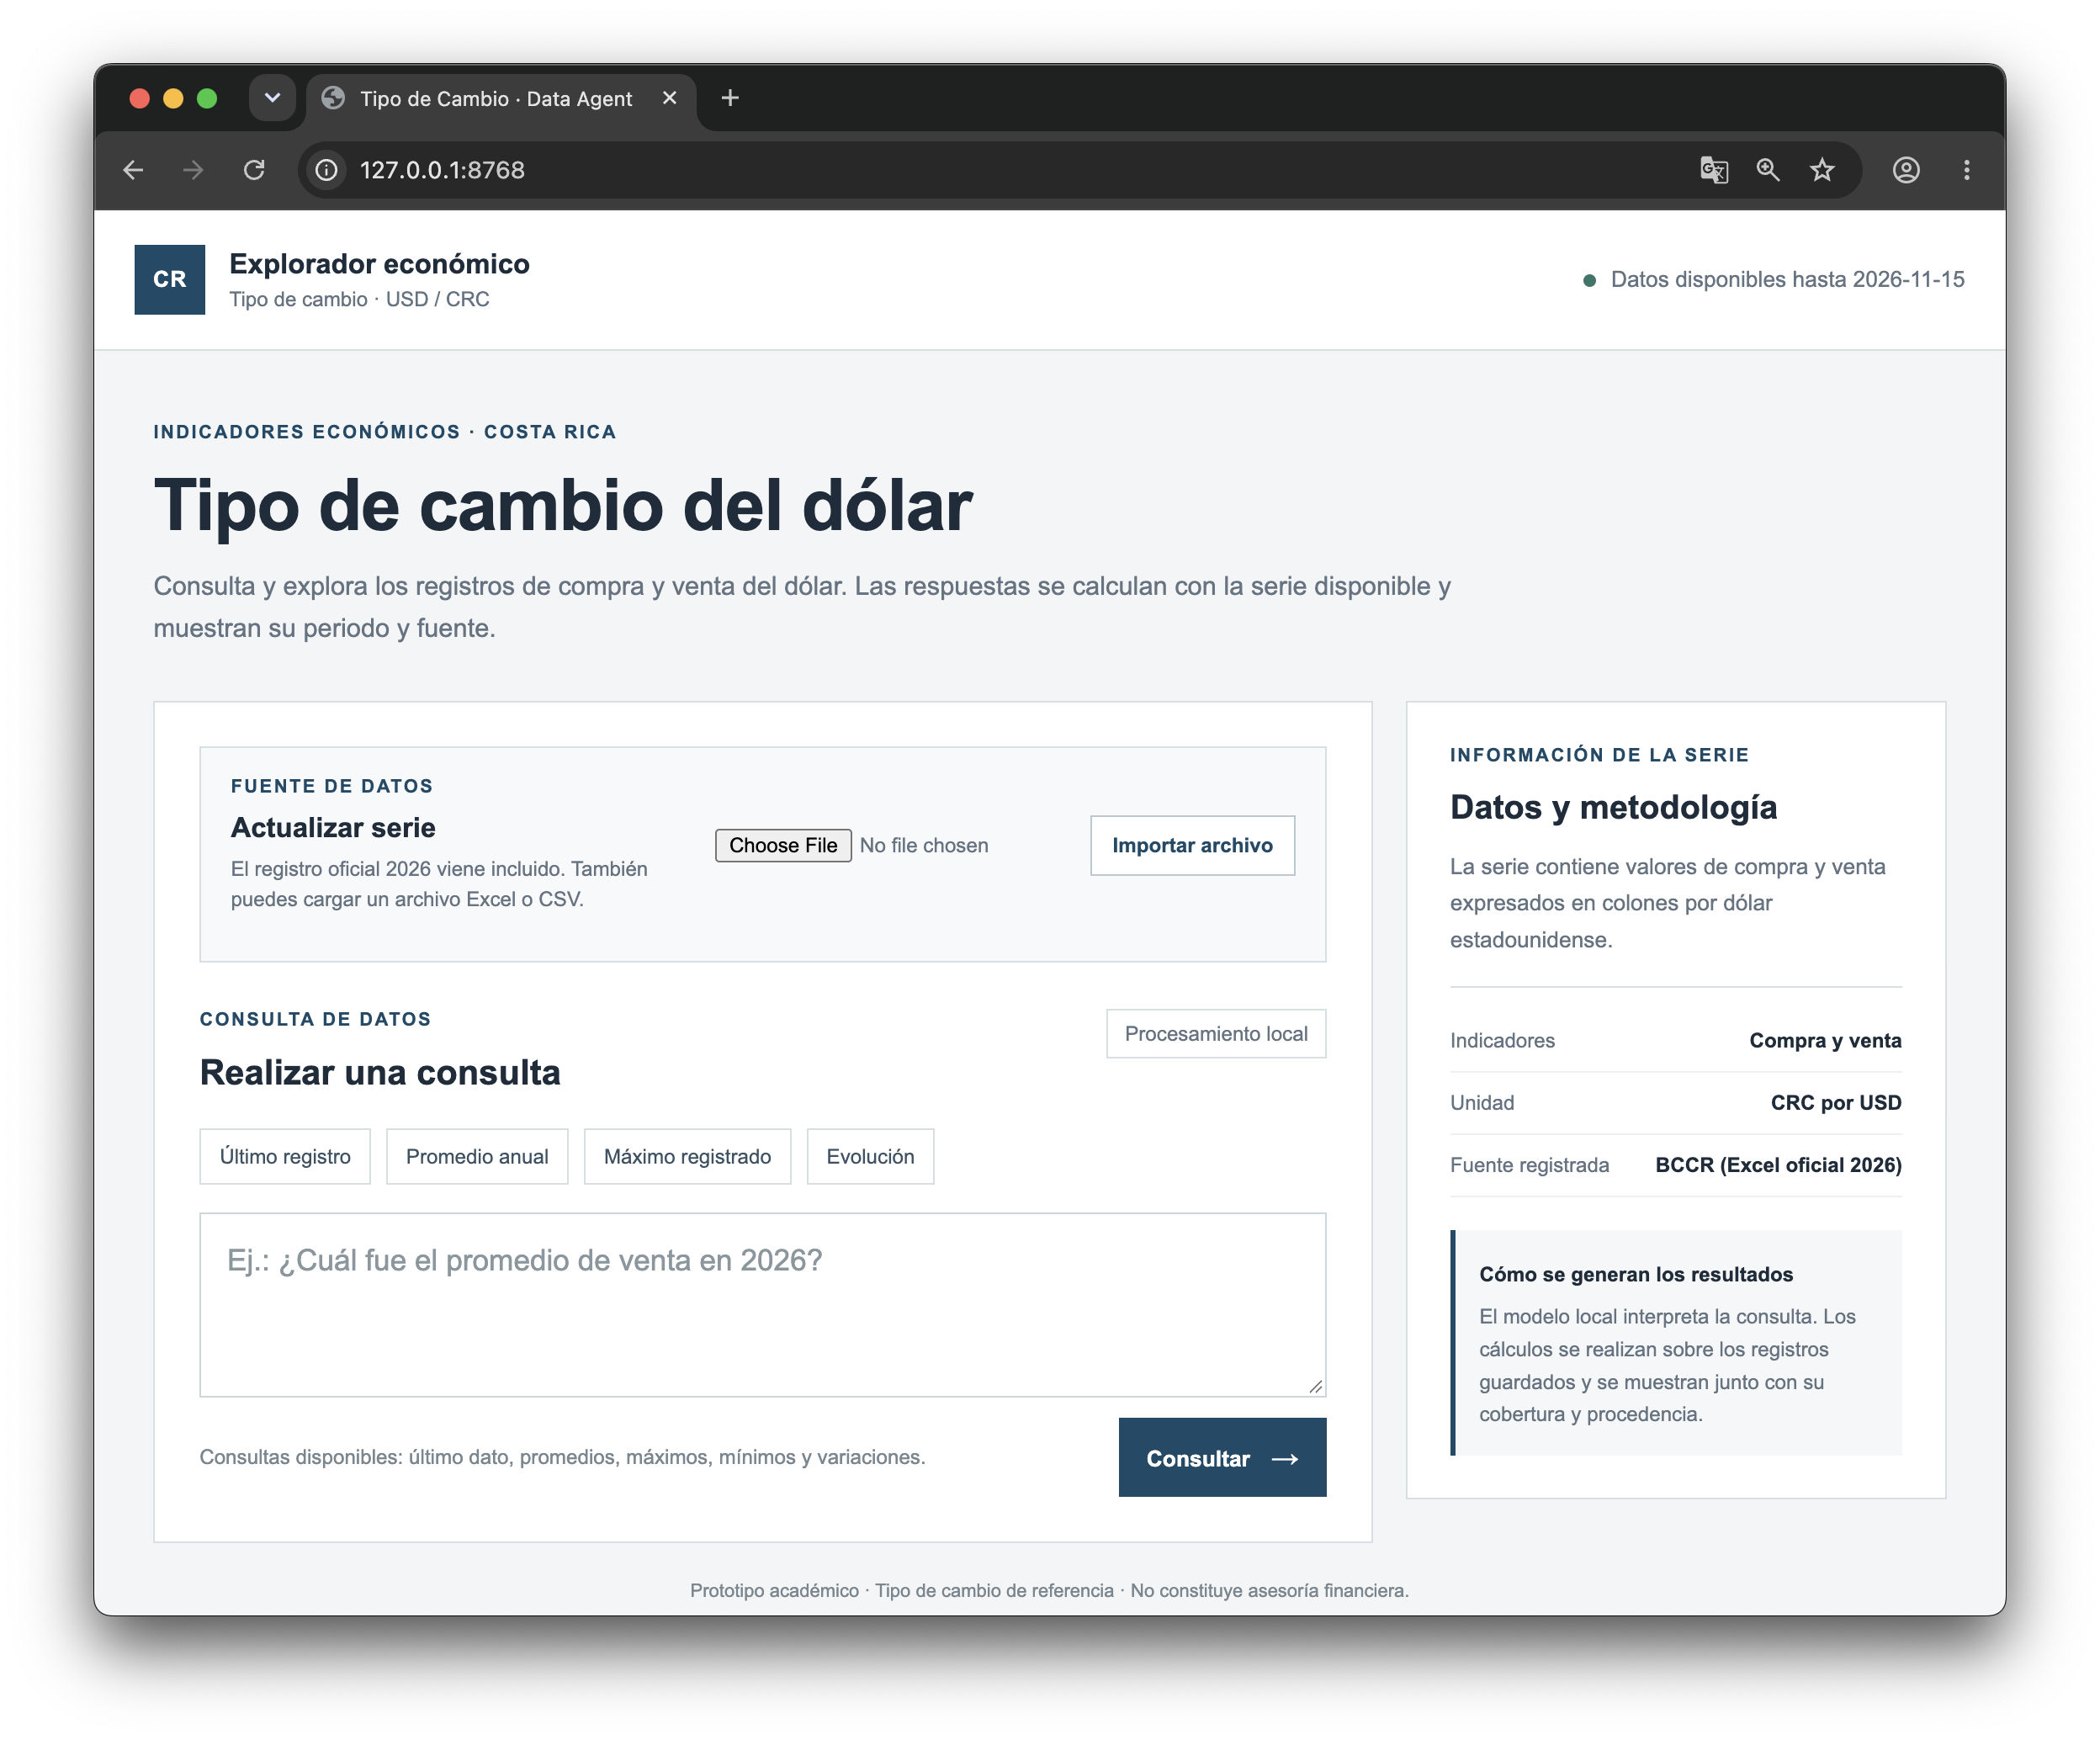 Tipo de Cambio · Data Agent
127.0.0.1:8768
CR
Explorador económico
Tipo de cambio · USD / CRC
Datos disponibles hasta 2026-11-15
INDICADORES ECONÓMICOS · COSTA RICA
Tipo de cambio del dólar
Consulta y explora los registros de compra y venta del dólar. Las respuestas se calculan con la serie disponible y
muestran su periodo y fuente.
FUENTE DE DATOS
Actualizar serie
El registro oficial 2026 viene incluido. También
puedes cargar un archivo Excel o CSV.
Choose File No file chosen
Importar archivo
CONSULTA DE DATOS
Realizar una consulta
Procesamiento local
Último registro
Promedio anual
Máximo registrado
Evolución
Ej.: ¿Cuál fue el promedio de venta en 2026?
Consultas disponibles: último dato, promedios, máximos, mínimos y variaciones.
Consultar →
INFORMACIÓN DE LA SERIE
Datos y metodología
La serie contiene valores de compra y venta
expresados en colones por dólar
estadounidense.
Indicadores Compra y venta
Unidad CRC por USD
Fuente registrada BCCR (Excel oficial 2026)
Cómo se generan los resultados
El modelo local interpreta la consulta. Los
cálculos se realizan sobre los registros
guardados y se muestran junto con su
cobertura y procedencia.
Prototipo académico · Tipo de cambio de referencia · No constituye asesoría financiera.